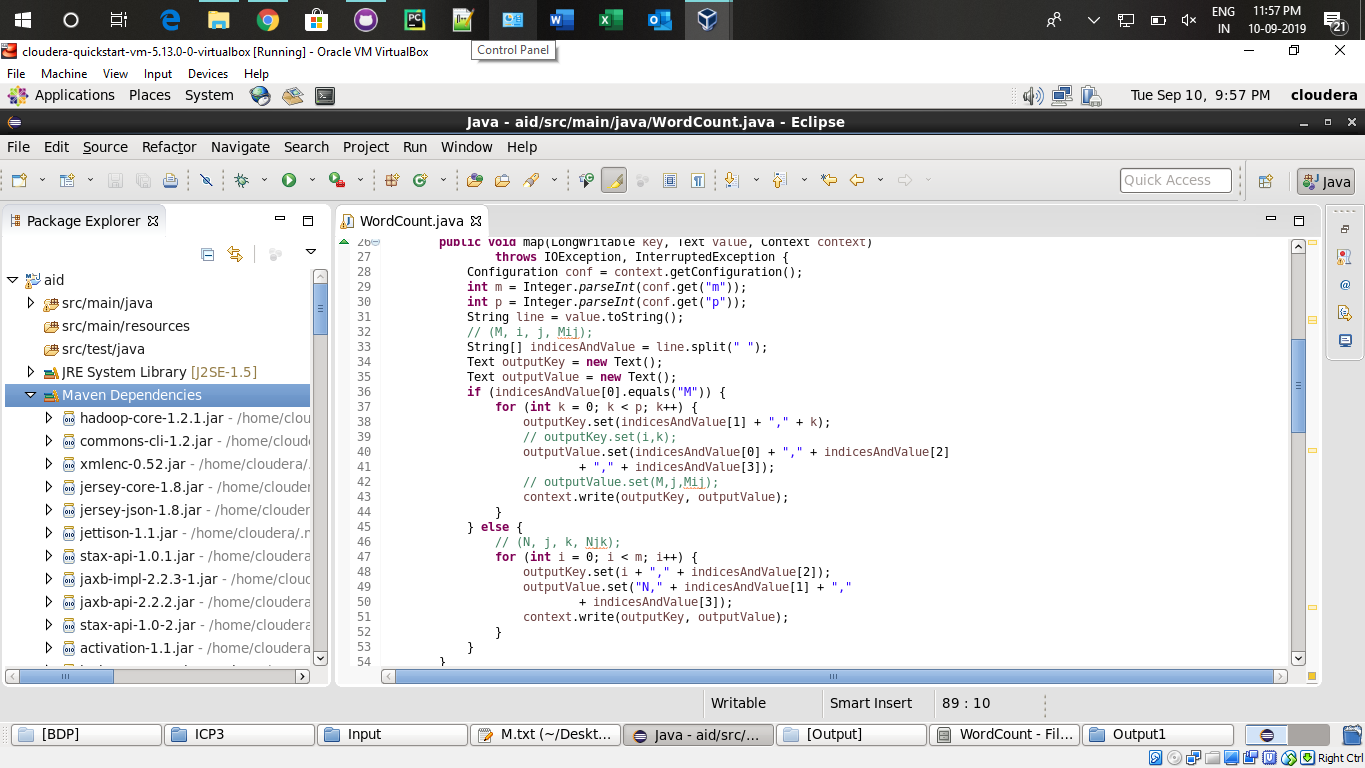 ENG
11:57 PM
IN
10-09-2019
21
Control Panel
cloudera-quickstart-vm-5.13.0-0-virtualbox [Running] - Oracle VM VirtualBox
File Machine View Input Devices Help
Applications Places System
Tue Sep 10, 9:57 PM cloudera
Java - aid/src/main/java/WordCount.java - Eclipse
File Edit Source Refactor Navigate Search Project Run Window Help
Quick Access
Java
Package Explorer
aid
src/main/java
src/main/resources
src/test/java
JRE System Library [J2SE-1.5]
Maven Dependencies
hadoop-core-1.2.1.jar - /home/clou
commons-cli-1.2.jar - /home/cloud
xmlenc-0.52.jar - /home/cloudera/.
jersey-core-1.8.jar - /home/clouder
jersey-json-1.8.jar - /home/clouder
jettison-1.1.jar - /home/cloudera/.r
stax-api-1.0.1.jar - /home/cloudera
jaxb-impl-2.2.3-1.jar - /home/cloud
jaxb-api-2.2.2.jar - /home/cloudera
stax-api-1.0-2.jar - /home/cloudera
activation-1.1.jar - /home/cloudera
WordCount.java
26 public void map(LongWritable key, Text value, Context context)
27 throws IOException, InterruptedException {
28 Configuration conf = context.getConfiguration();
29 int m = Integer.parseInt(conf.get("m"));
30 int p = Integer.parseInt(conf.get("p"));
31 String line = value.toString();
32 // (M, i, j, Mij);
33 String[] indicesAndValue = line.split(" ");
34 Text outputKey = new Text();
35 Text outputValue = new Text();
36 if (indicesAndValue[0].equals("M")) {
37 for (int k = 0; k < p; k++) {
38 outputKey.set(indicesAndValue[1] + "," + k);
39 // outputKey.set(i,k);
40 outputValue.set(indicesAndValue[0] + "," + indicesAndValue[2]
41 + "," + indicesAndValue[3]);
42 // outputValue.set(M,j,Mij);
43 context.write(outputKey, outputValue);
44 }
45 } else {
46 // (N, j, k, Njk);
47 for (int i = 0; i < m; i++) {
48 outputKey.set(i + "," + indicesAndValue[2]);
49 outputValue.set("N," + indicesAndValue[1] + ","
50 + indicesAndValue[3]);
51 context.write(outputKey, outputValue);
52 }
53 }
54 }
Writable
Smart Insert
89 : 10
[BDP]
ICP3
Input
M.txt (~/Deskt...
Java - aid/src/...
[Output]
WordCount - Fil...
Output1
Right Ctrl